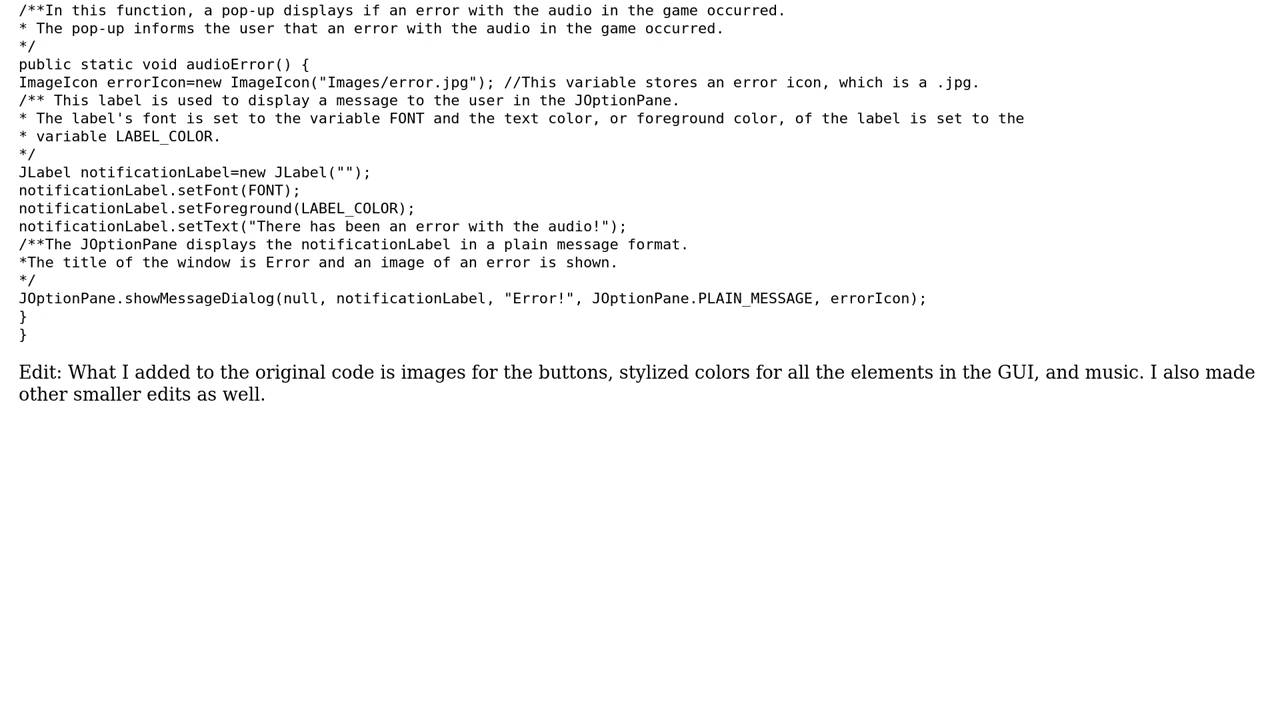 /**In this function, a pop-up displays if an error with the audio in the game occurred.
* The pop-up informs the user that an error with the audio in the game occurred.
*/
public static void audioError() {
ImageIcon errorIcon=new ImageIcon("Images/error.jpg"); //This variable stores an error icon, which is a .jpg.
/** This label is used to display a message to the user in the JOptionPane.
* The label's font is set to the variable FONT and the text color, or foreground color, of the label is set to the
* variable LABEL_COLOR.
*/
JLabel notificationLabel=new JLabel("");
notificationLabel.setFont(FONT);
notificationLabel.setForeground(LABEL_COLOR);
notificationLabel.setText("There has been an error with the audio!");
/**The JOptionPane displays the notificationLabel in a plain message format.
*The title of the window is Error and an image of an error is shown.
*/
JOptionPane.showMessageDialog(null, notificationLabel, "Error!", JOptionPane.PLAIN_MESSAGE, errorIcon);
}
}
Edit: What I added to the original code is images for the buttons, stylized colors for all the elements in the GUI, and music. I also made
other smaller edits as well.